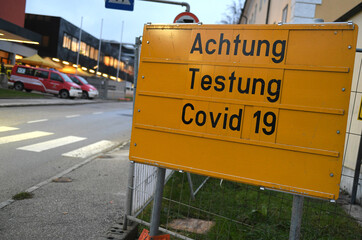 Achtung
Testung
Covid 19